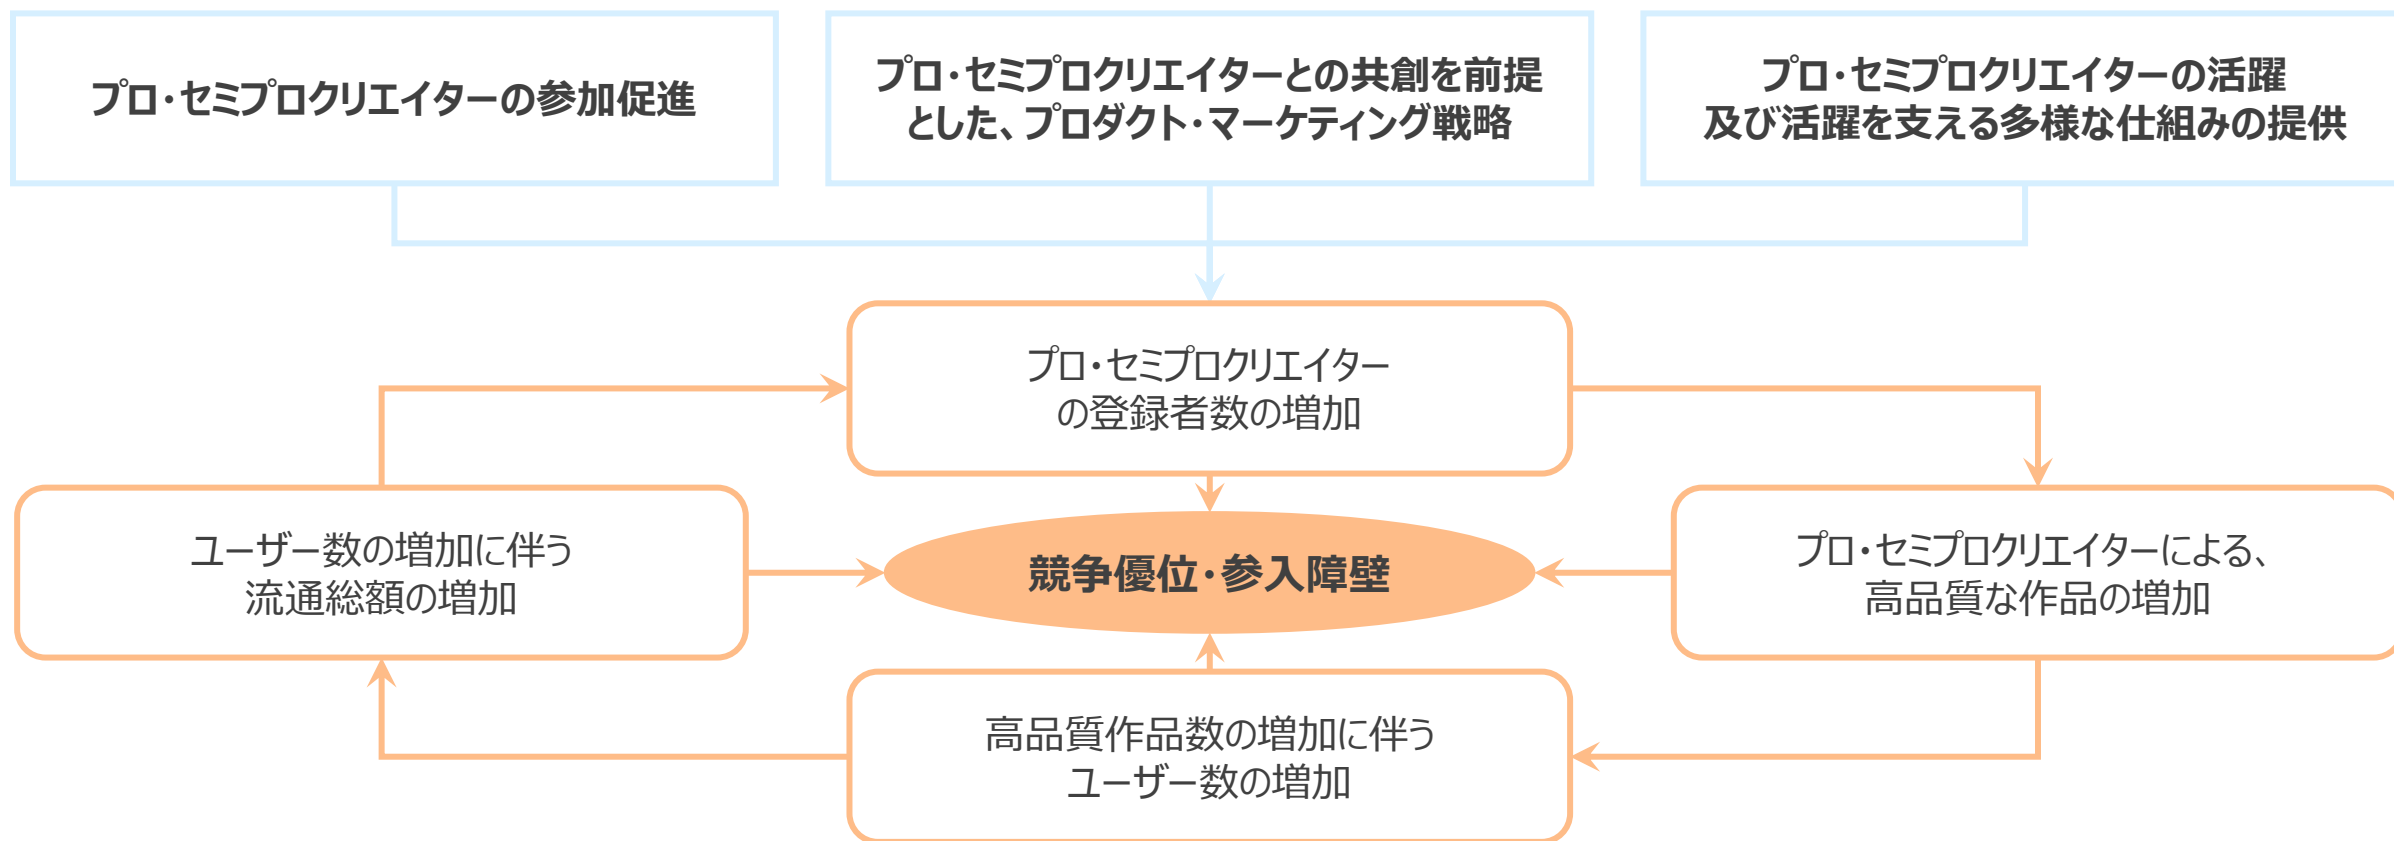 プロ・セミプロクリエイターの参加促進
プロ・セミプロクリエイターとの共創を前提
とした、プロダクト・マーケティング戦略
プロ・セミプロクリエイターの活躍
及び活躍を支える多様な仕組みの提供
プロ・セミプロクリエイター
の登録者数の増加
ユーザー数の増加に伴う
流通総額の増加
競争優位・参入障壁
プロ・セミプロクリエイターによる、
高品質な作品の増加
高品質作品数の増加に伴う
ユーザー数の増加